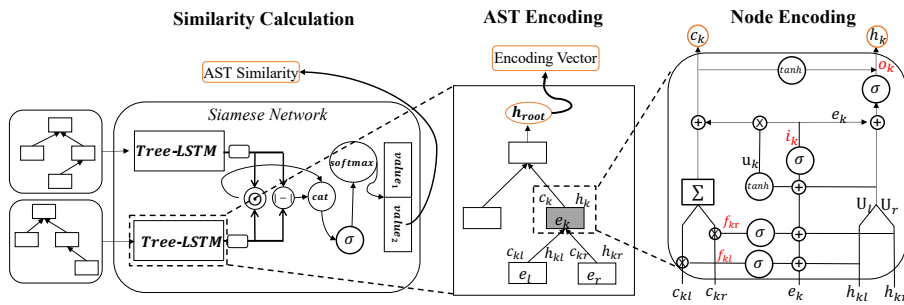 Similarity Calculation
AST Similarity
Siamese Network
Tree-LSTM
Tree-LSTM
|−|
cat
softmax
σ
value₁
value₂
AST Encoding
Encoding Vector
h_root
c_k
h_k
e_k
c_kl
h_kl
c_kr
h_kr
e_l
e_r
Node Encoding
c_k
h_k
tanh
o_k
σ
e_k
i_k
u_k
σ
tanh
Σ
U_l
U_r
f_kr
σ
f_kl
σ
c_kl
c_kr
e_k
h_kl
h_kr